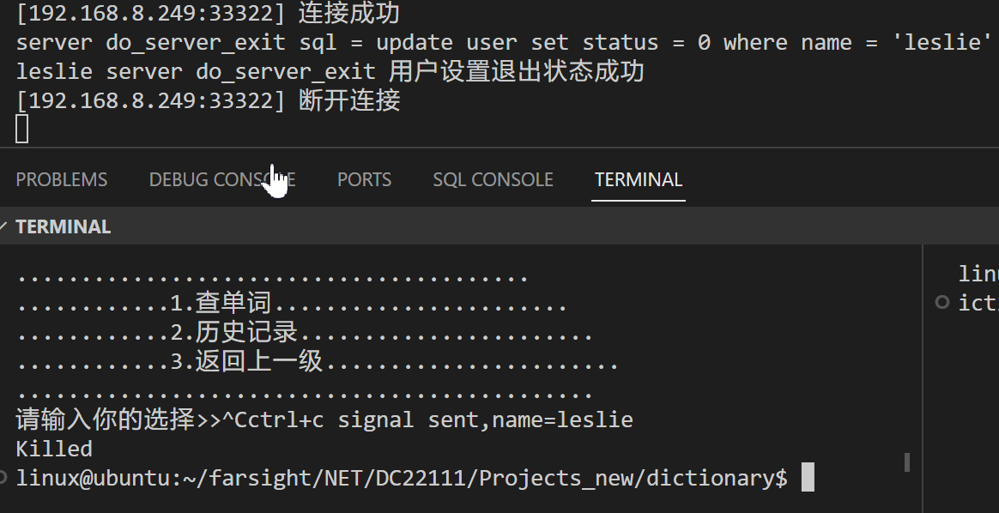 [192.168.8.249:33322] 连接成功
server do_server_exit sql = update user set status = 0 where name = 'leslie'
leslie server do_server_exit 用户设置退出状态成功
[192.168.8.249:33322] 断开连接
PROBLEMS DEBUG CONSOLE PORTS SQL CONSOLE TERMINAL
TERMINAL
........................................
............1.查单词.......................
............2.历史记录.......................
............3.返回上一级.......................
.............................................
请输入你的选择>>^Cctrl+c signal sent,name=leslie
Killed
linux@ubuntu:~/farsight/NET/DC22111/Projects_new/dictionary$